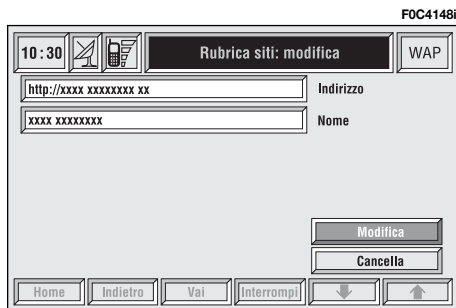 F0C4148i
10:30 Rubrica siti: modifica WAP
http://xxxx xxxxxxxx xx Indirizzo
xxxx xxxxxxxx Nome
Modifica
Cancella
Home Indietro Vai Interrompi